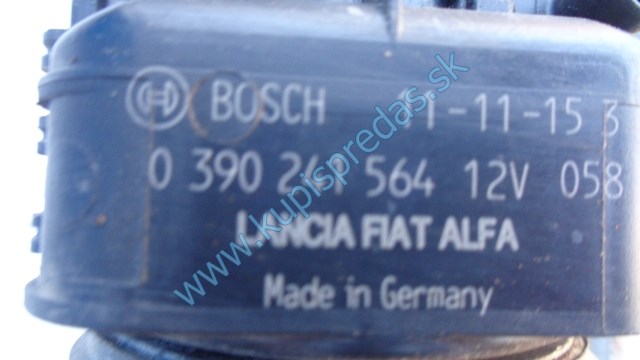 BOSCH 11-11-15 3
0 390 241 564 12V 058
LANCIA FIAT ALFA
Made in Germany
www.kupispredas.sk